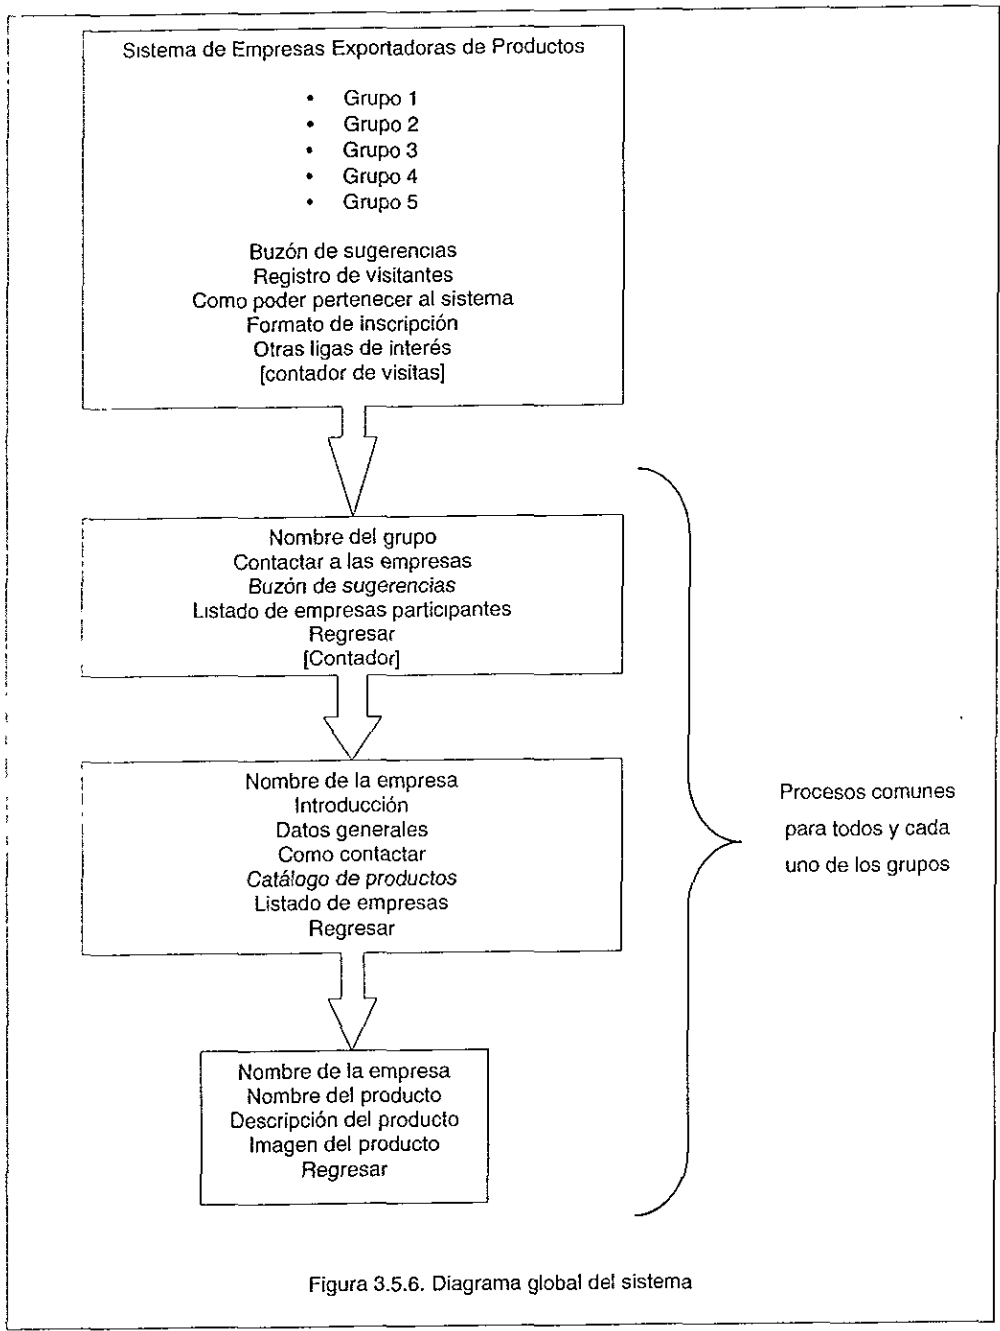 Sistema de Empresas Exportadoras de Productos
• Grupo 1
• Grupo 2
• Grupo 3
• Grupo 4
• Grupo 5
Buzón de sugerencias
Registro de visitantes
Como poder pertenecer al sistema
Formato de inscripción
Otras ligas de interés
[contador de visitas]
Nombre del grupo
Contactar a las empresas
Buzón de sugerencias
Listado de empresas participantes
Regresar
[Contador]
Nombre de la empresa
Introducción
Datos generales
Como contactar
Catálogo de productos
Listado de empresas
Regresar
Nombre de la empresa
Nombre del producto
Descripción del producto
Imagen del producto
Regresar
Procesos comunes
para todos y cada
uno de los grupos
Figura 3.5.6. Diagrama global del sistema